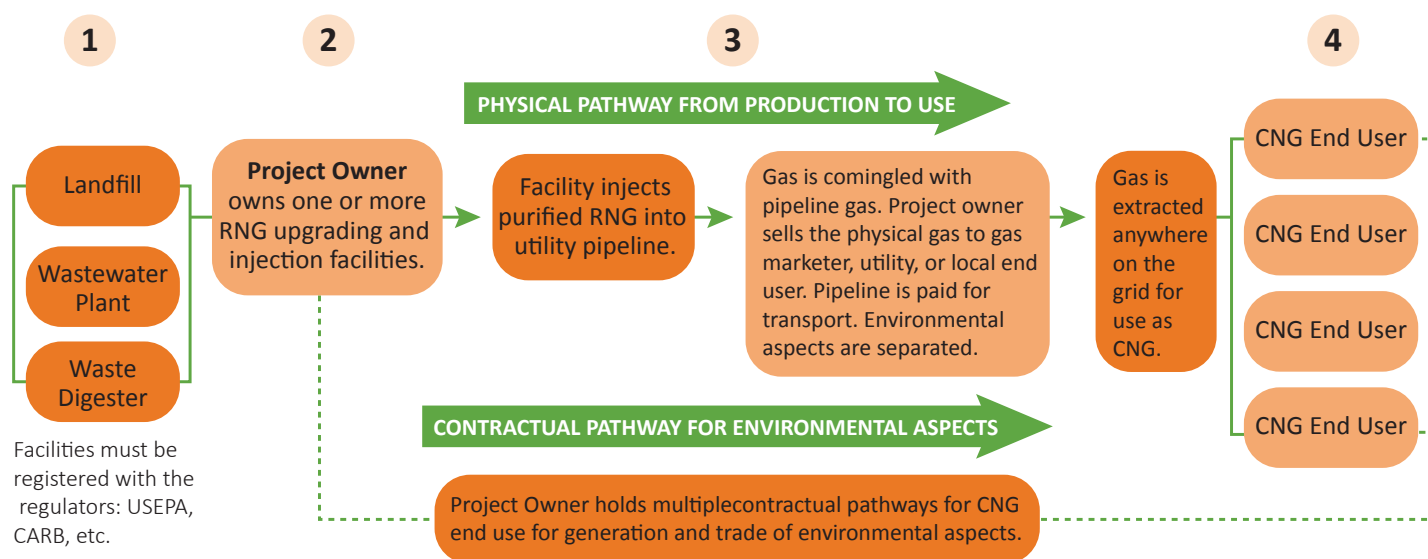 1
2
3
4
PHYSICAL PATHWAY FROM PRODUCTION TO USE
Landfill
Wastewater
Plant
Waste
Digester
Facilities must be
registered with the
regulators: USEPA,
CARB, etc.
Project Owner
owns one or more
RNG upgrading and
injection facilities.
Facility injects
purified RNG into
utility pipeline.
Gas is comingled with
pipeline gas. Project owner
sells the physical gas to gas
marketer, utility, or local end
user. Pipeline is paid for
transport. Environmental
aspects are separated.
Gas is
extracted
anywhere
on the
grid for
use as
CNG.
CNG End User
CNG End User
CNG End User
CNG End User
CONTRACTUAL PATHWAY FOR ENVIRONMENTAL ASPECTS
Project Owner holds multiplecontractual pathways for CNG
end use for generation and trade of environmental aspects.